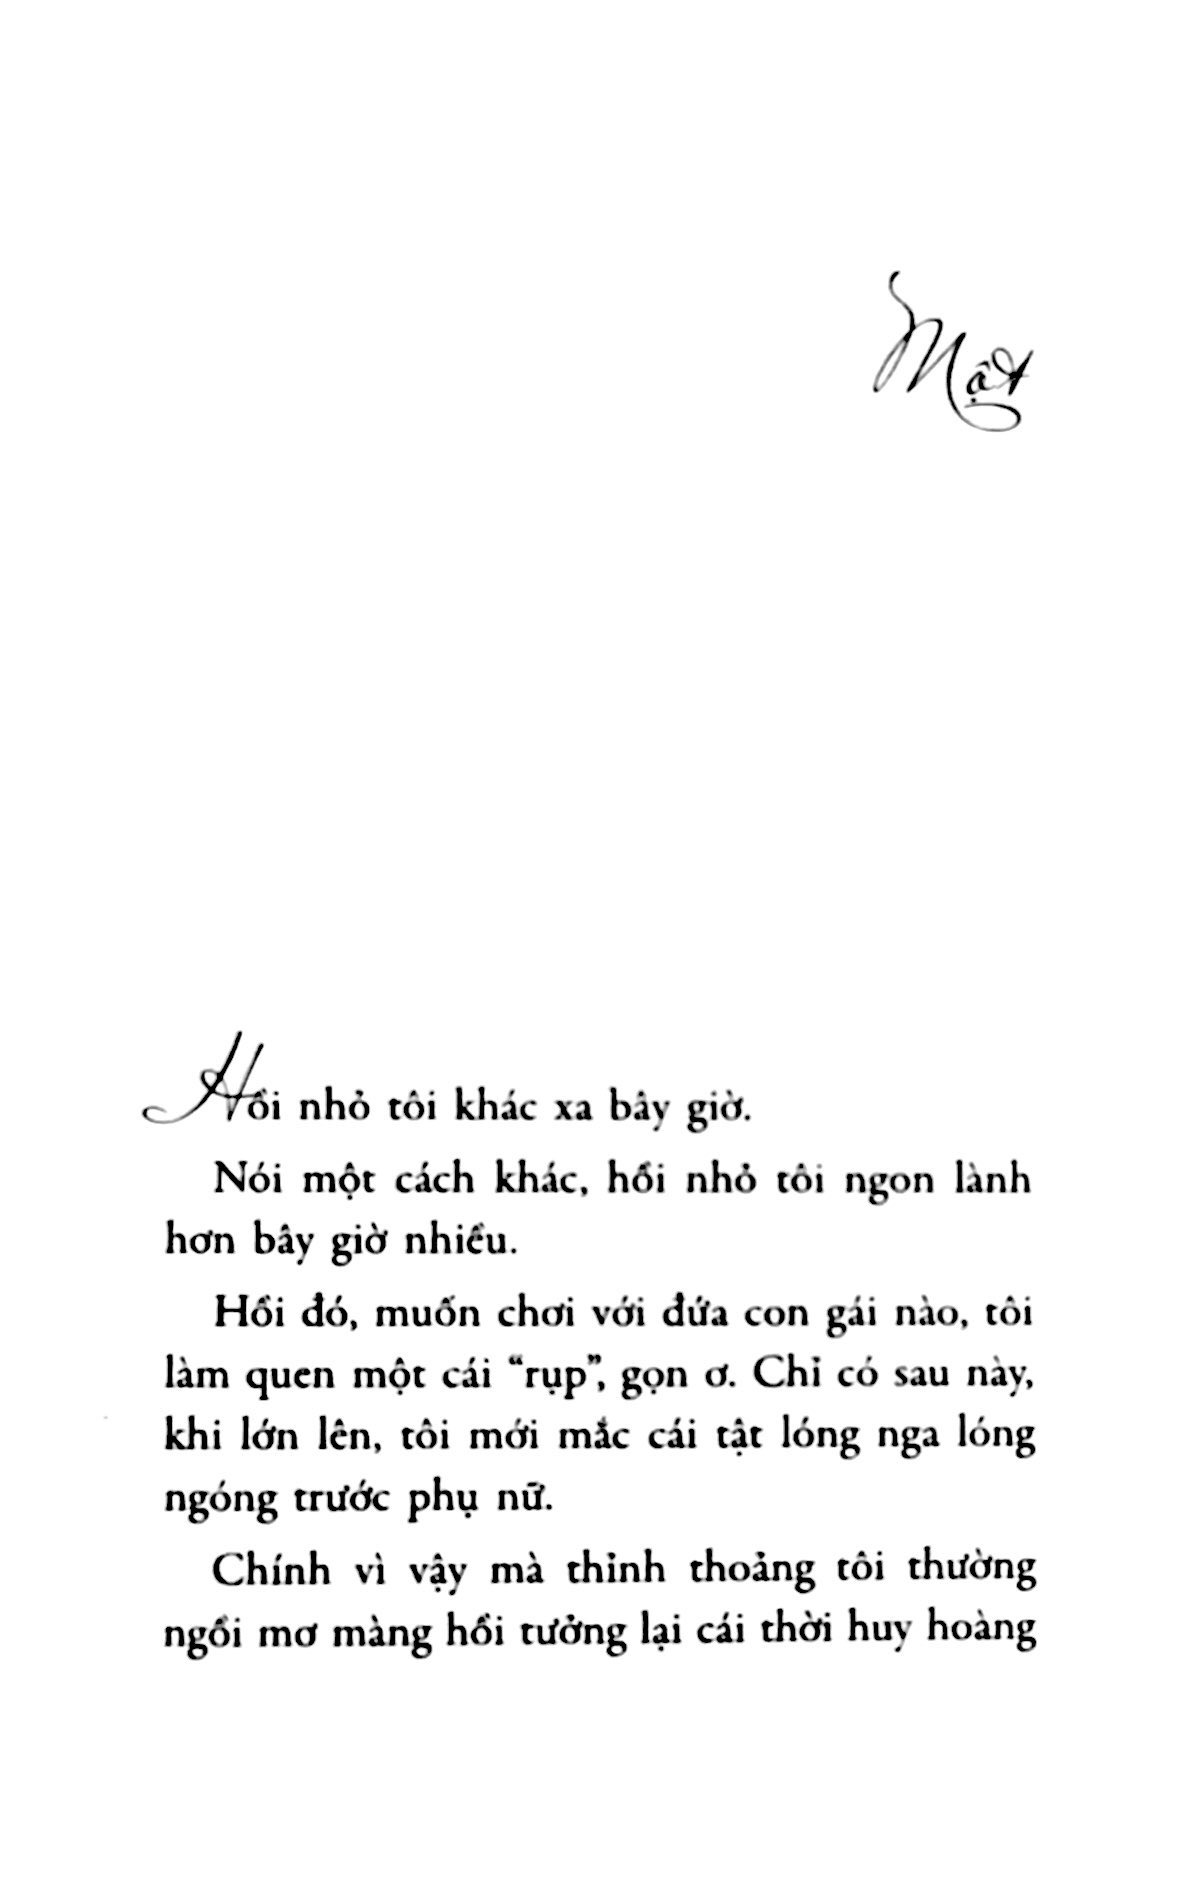 Một
Hồi nhỏ tôi khác xa bây giờ.
Nói một cách khác, hồi nhỏ tôi ngon lành
hơn bây giờ nhiều.
Hồi đó, muốn chơi với đứa con gái nào, tôi
làm quen một cái “rụp”, gọn ơ. Chỉ có sau này,
khi lớn lên, tôi mới mắc cái tật lóng nga lóng
ngóng trước phụ nữ.
Chính vì vậy mà thỉnh thoảng tôi thường
ngồi mơ màng hồi tưởng lại cái thời huy hoàng